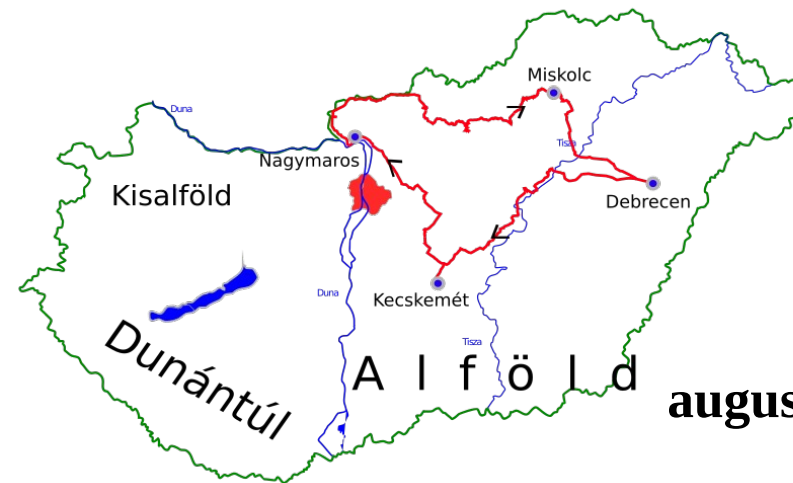 Miskolc
Duna
Tisza
Nagymaros
Kisalföld
Debrecen
Duna
Kecskemét
Tisza
Dunántúl
Alföld
augus